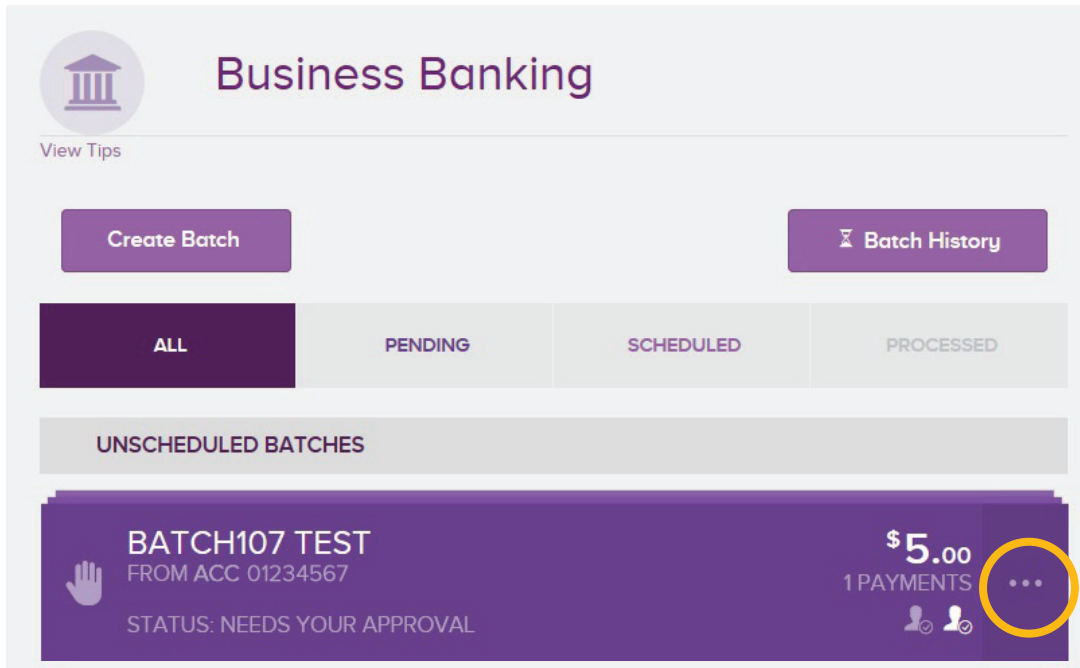 Business Banking
View Tips
Create Batch
Batch History
ALL
PENDING
SCHEDULED
PROCESSED
UNSCHEDULED BATCHES
BATCH107 TEST
$5.00
FROM ACC 01234567
1 PAYMENTS
STATUS: NEEDS YOUR APPROVAL